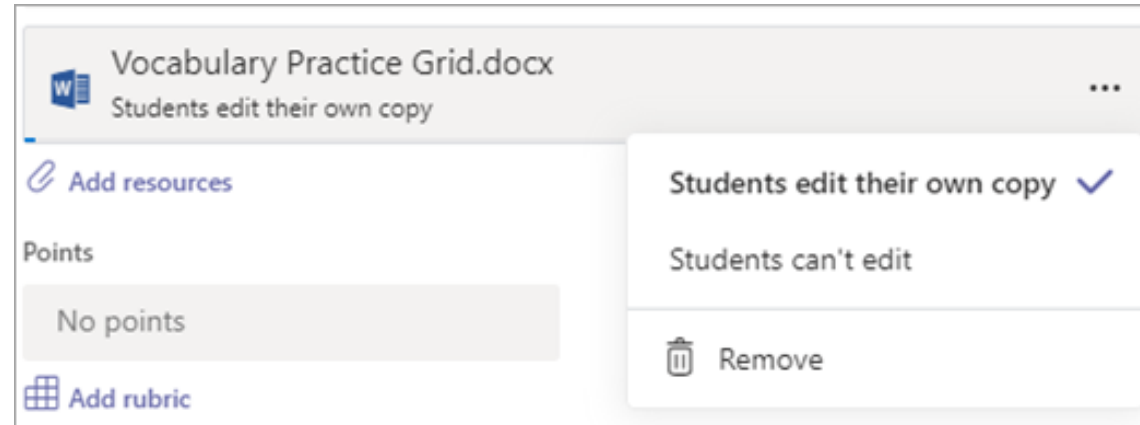 Vocabulary Practice Grid.docx
Students edit their own copy
...
Add resources
Points
No points
Add rubric
Students edit their own copy
Students can't edit
Remove